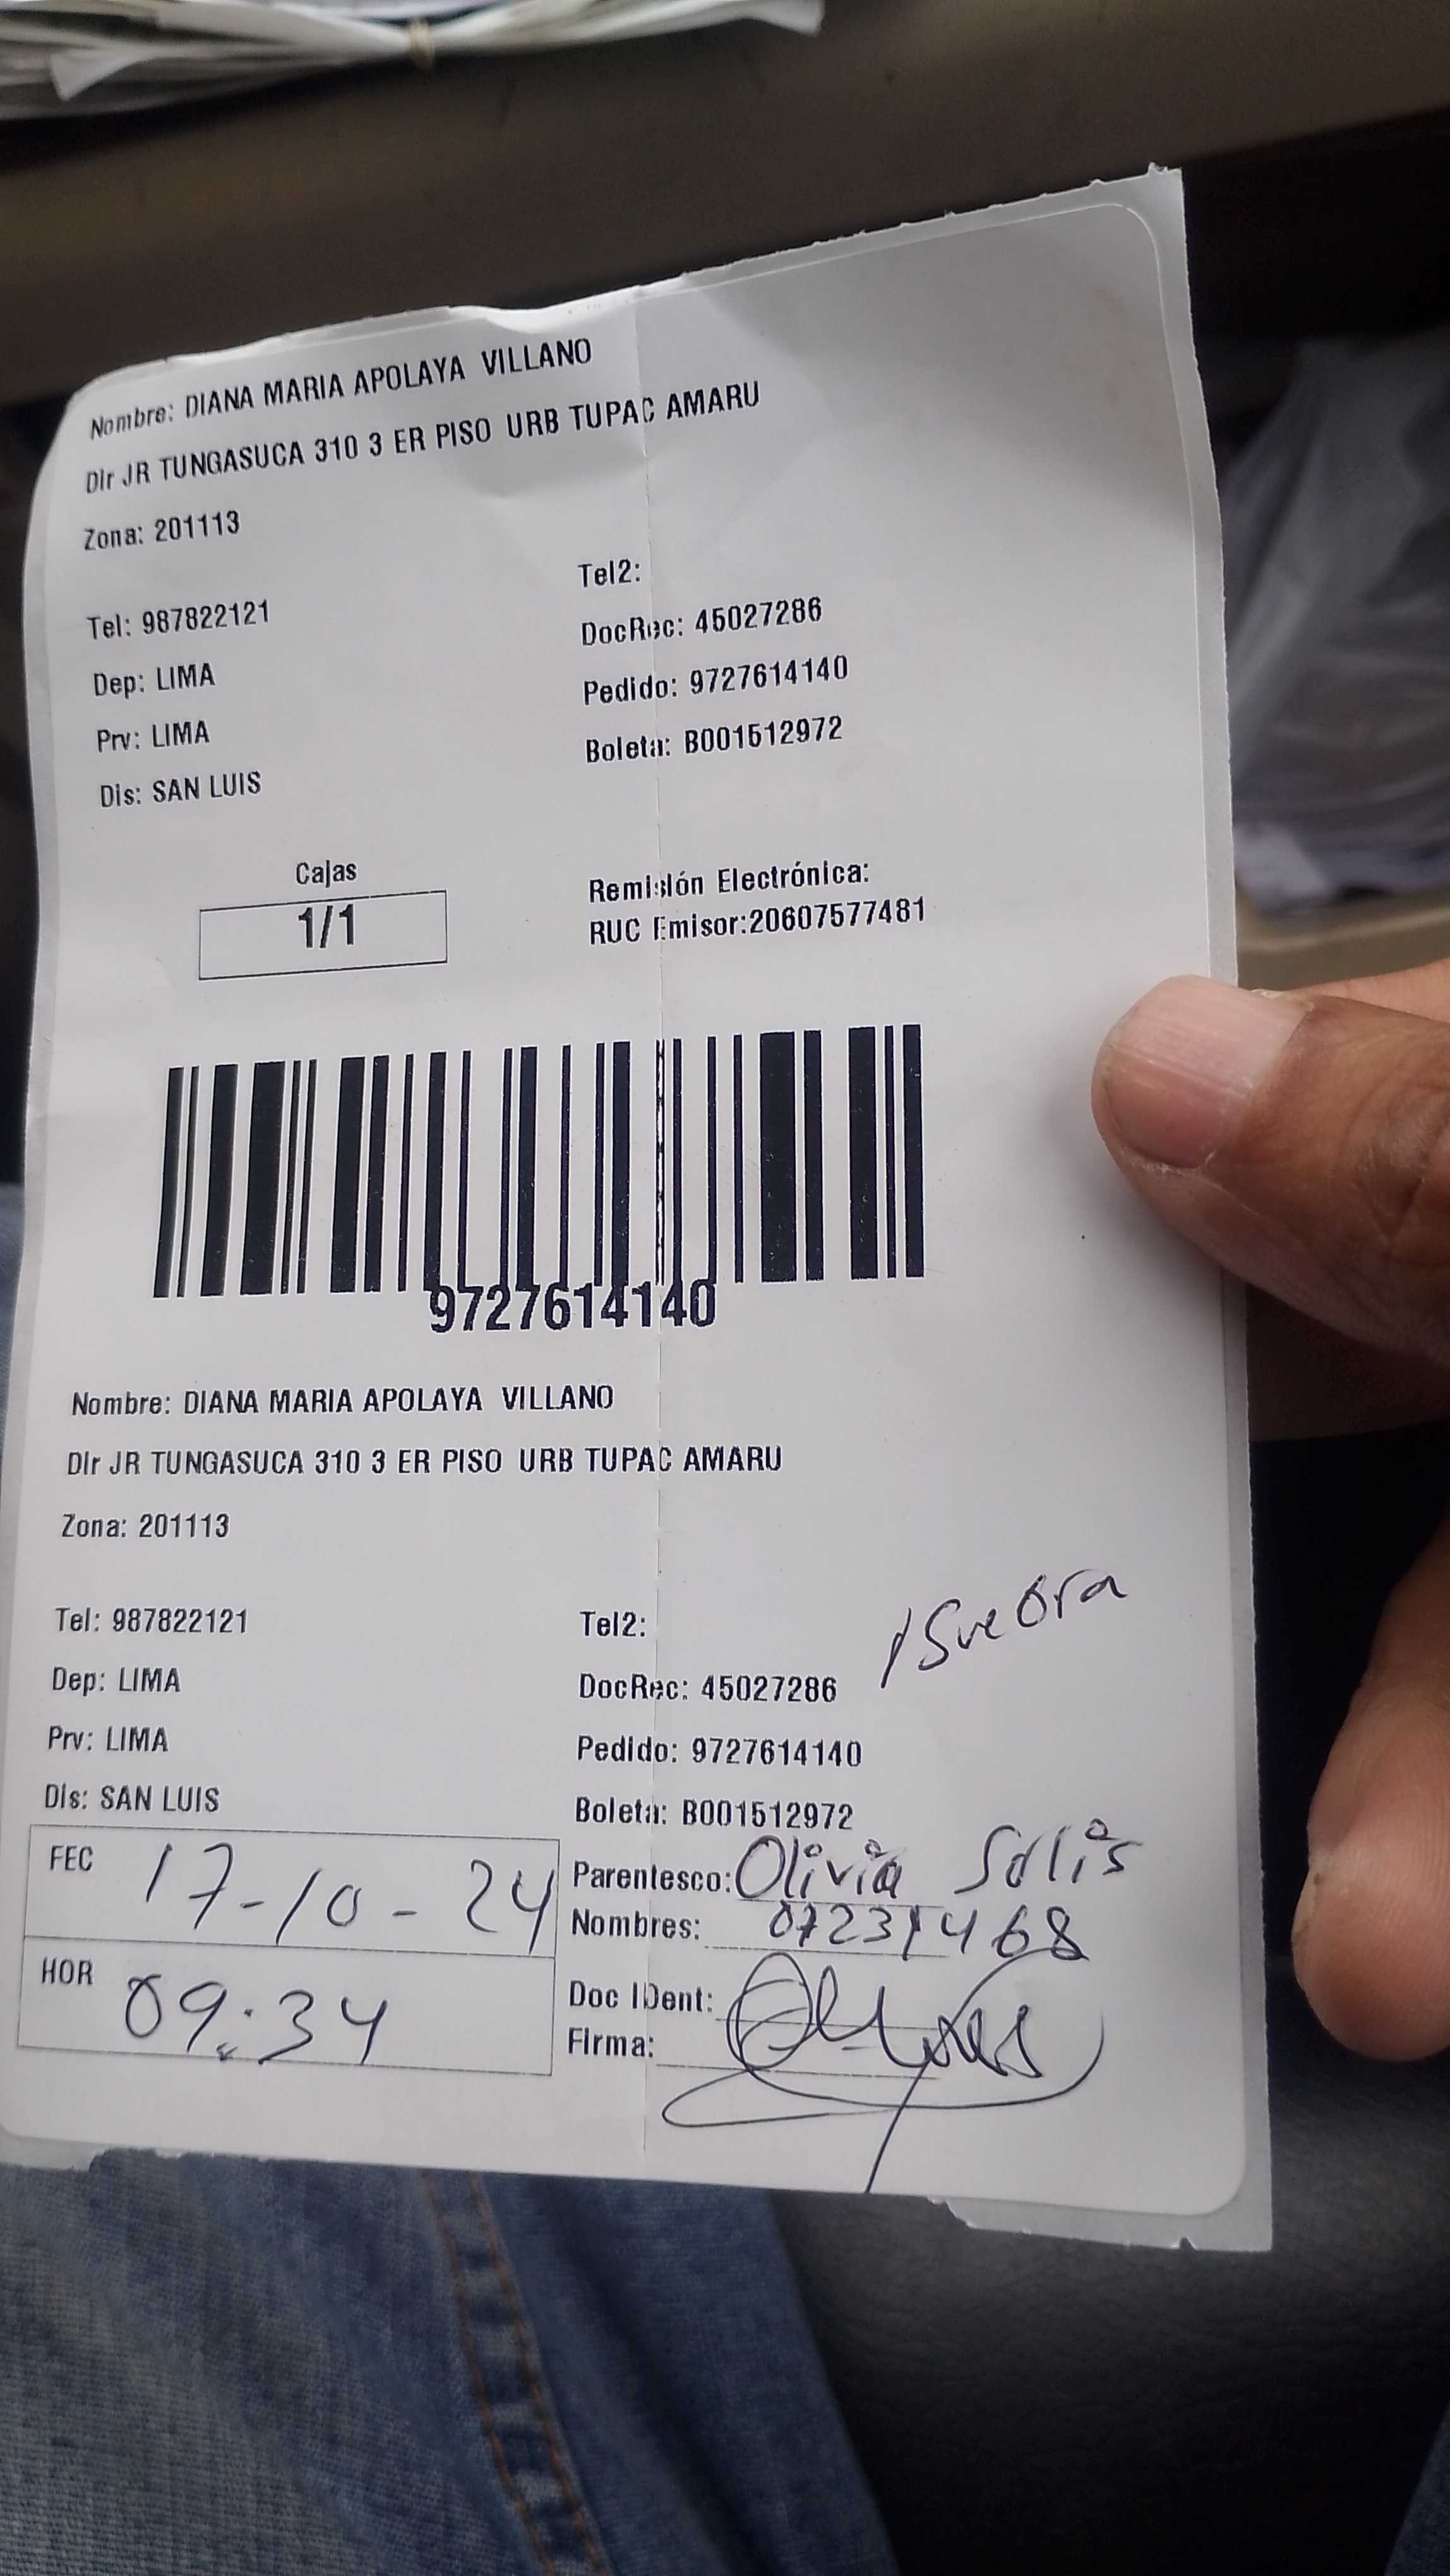 Nombre: DIANA MARIA APOLAYA VILLANO
Dir JR TUNGASUCA 310 3 ER PISO URB TUPAC AMARU
Zona: 201113
Tel: 987822121
Tel2:
Dep: LIMA
DocRec: 45027286
Prv: LIMA
Pedido: 9727614140
Dis: SAN LUIS
Boleta: B001512972
Cajas
1/1
Remisión Electrónica:
RUC Emisor:20607577481
9727614140
Nombre: DIANA MARIA APOLAYA VILLANO
Dir JR TUNGASUCA 310 3 ER PISO URB TUPAC AMARU
Zona: 201113
Tel: 987822121
Tel2:
Dep: LIMA
DocRec: 45027286
Prv: LIMA
Pedido: 9727614140
Dis: SAN LUIS
Boleta: B001512972
/Suegra
FEC 17-10-24
HOR 09:34
Parentesco: Olivia Solis
Nombres: 07231468
Doc IDent:
Firma: